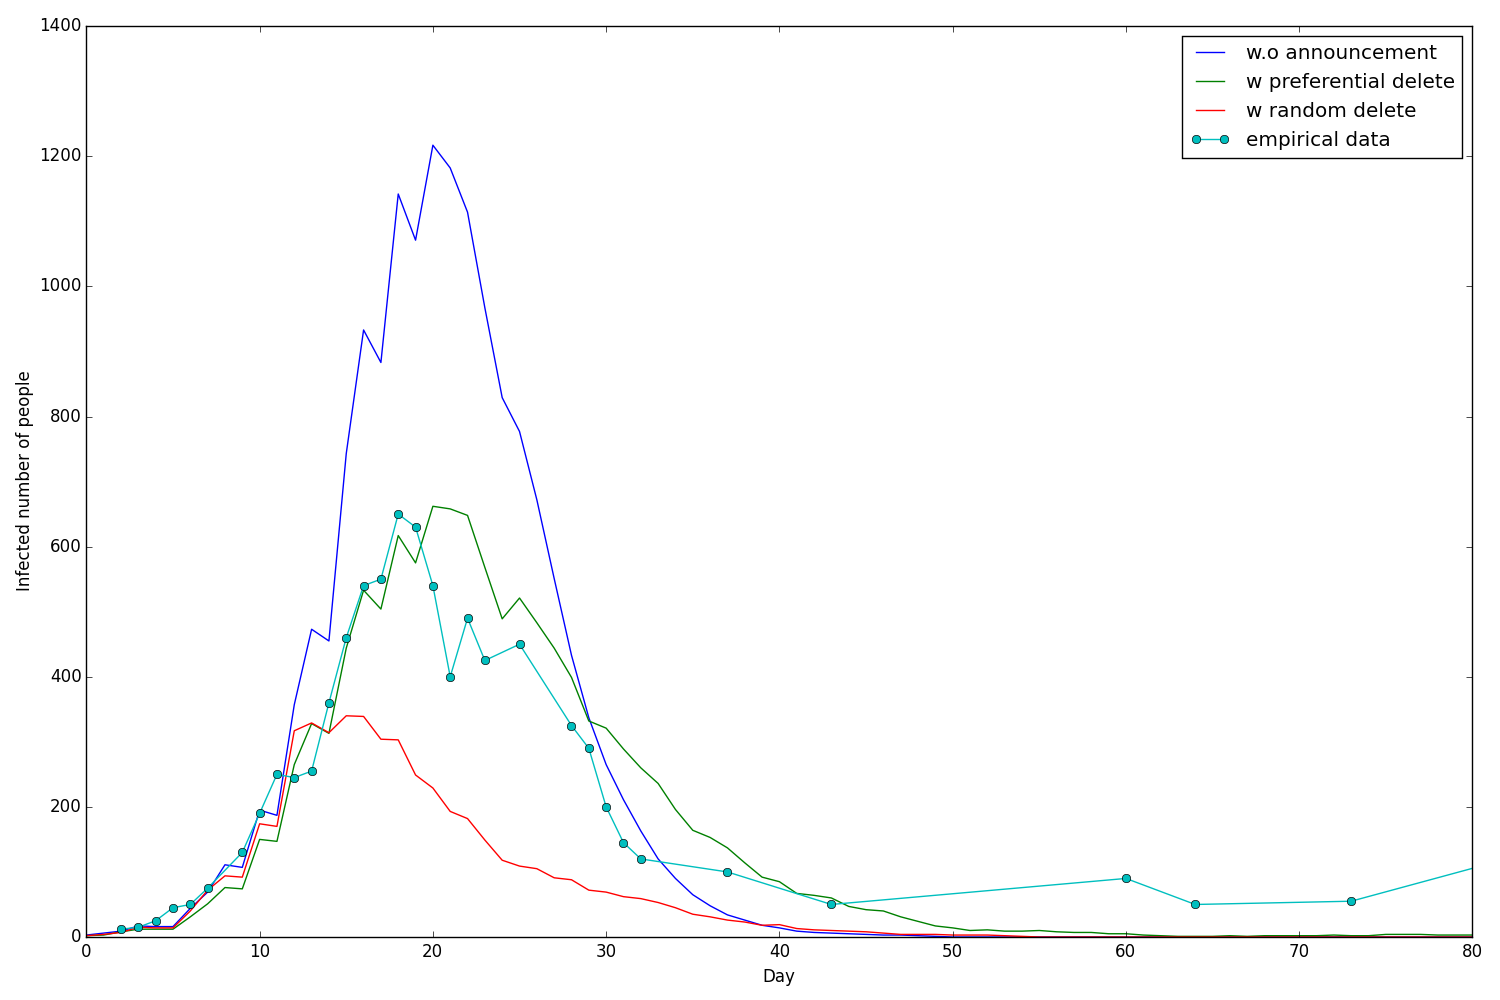 1400
1200
1000
800
600
400
200
0
Infected number of people
w.o announcement
w preferential delete
w random delete
empirical data
0 10 20 30 40 50 60 70 80
Day